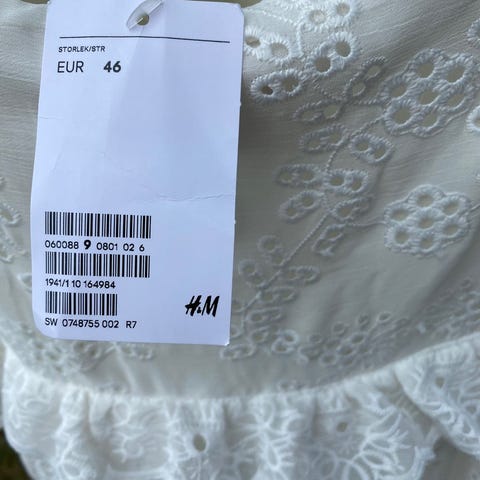 STORLEK/STR
EUR 46
060088 9 0801 02 6
1941/1 10 164984
H&M
SW 0748755 002 R7